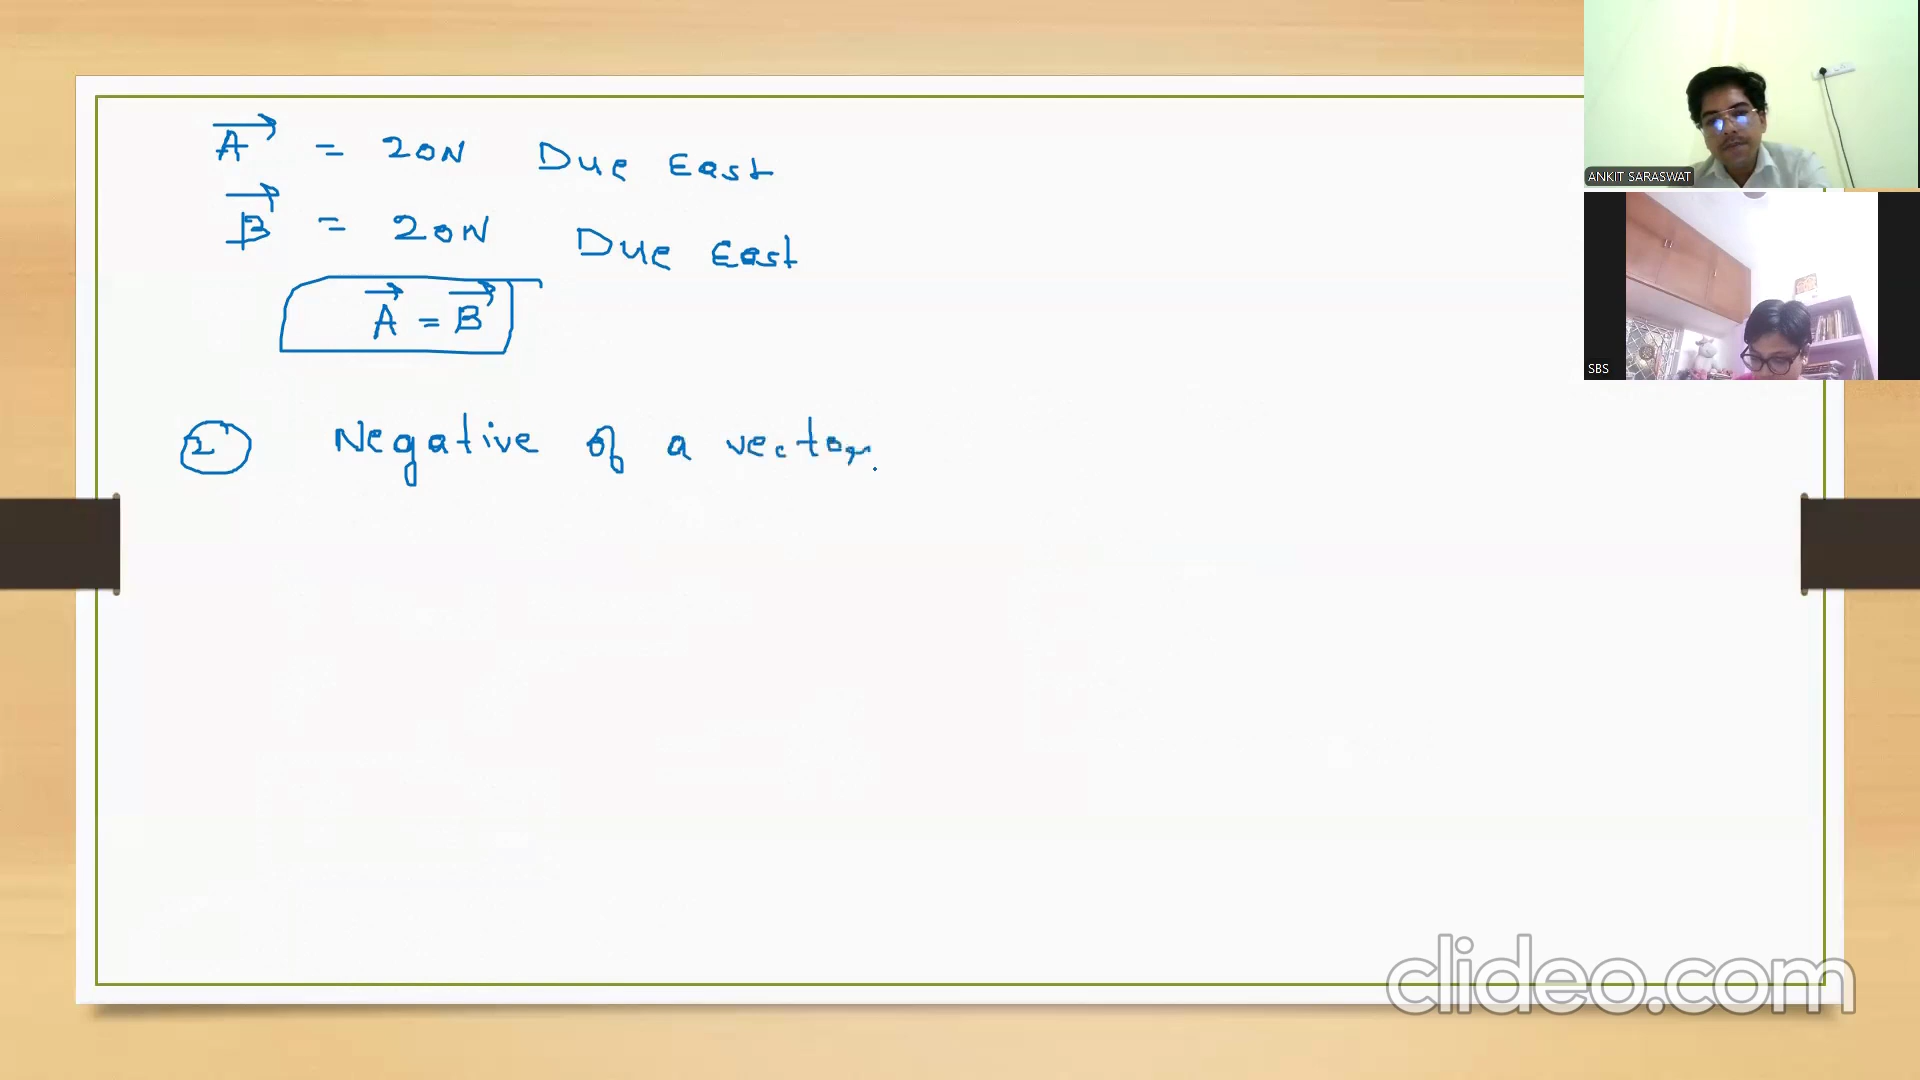 A⃗ = 20N Due East
B⃗ = 20N Due East
A⃗ = B⃗
2 Negative of a vector.
ANKIT SARASWAT
SBS
clideo.com